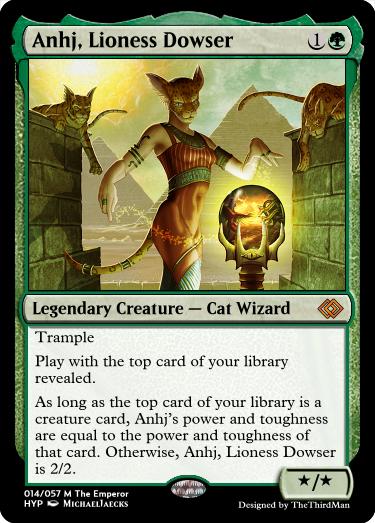 Anhj, Lioness Dowser 1
Legendary Creature — Cat Wizard
Trample
Play with the top card of your library
revealed.
As long as the top card of your library is a
creature card, Anhj's power and toughness
are equal to the power and toughness of
that card. Otherwise, Anhj, Lioness Dowser
is 2/2.
★/★
014/057 M The Emperor
HYP MichaelJaecks
Designed by TheThirdMan